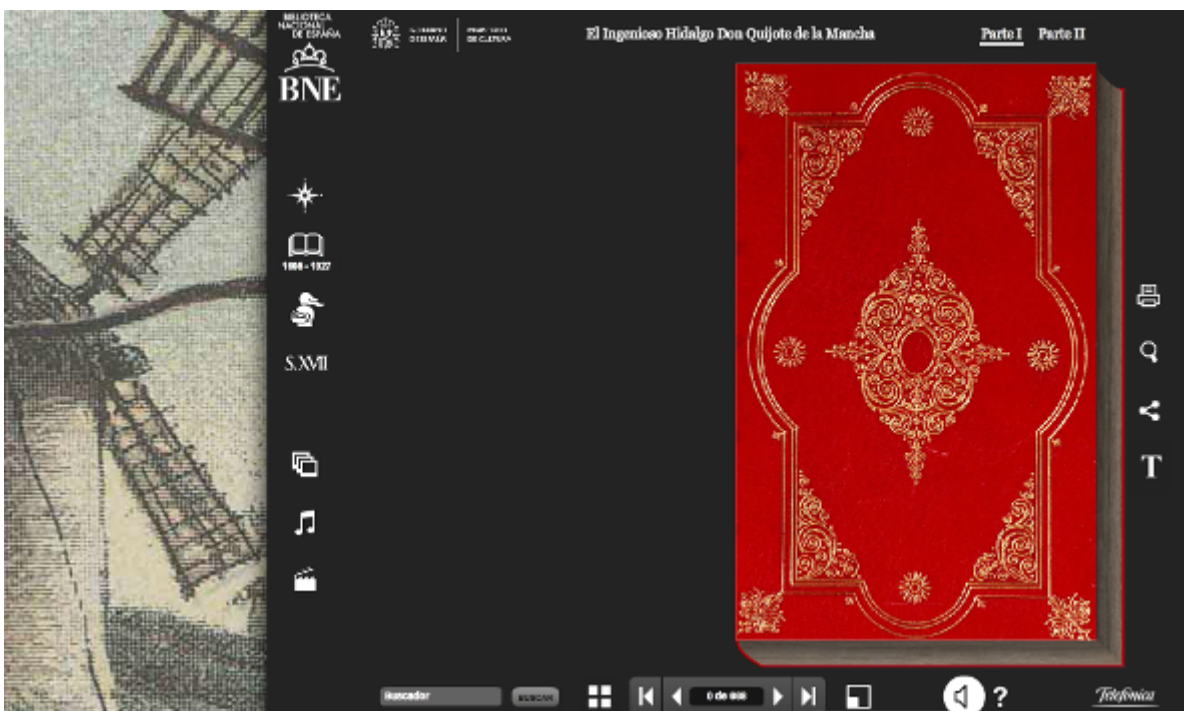 BIBLIOTECA
NACIONAL
DE ESPAÑA
BNE
El Ingenioso Hidalgo Don Quijote de la Mancha
Parte I
Parte II
S.XVII
T
Buscador
BUSCAR
?
Telefónica